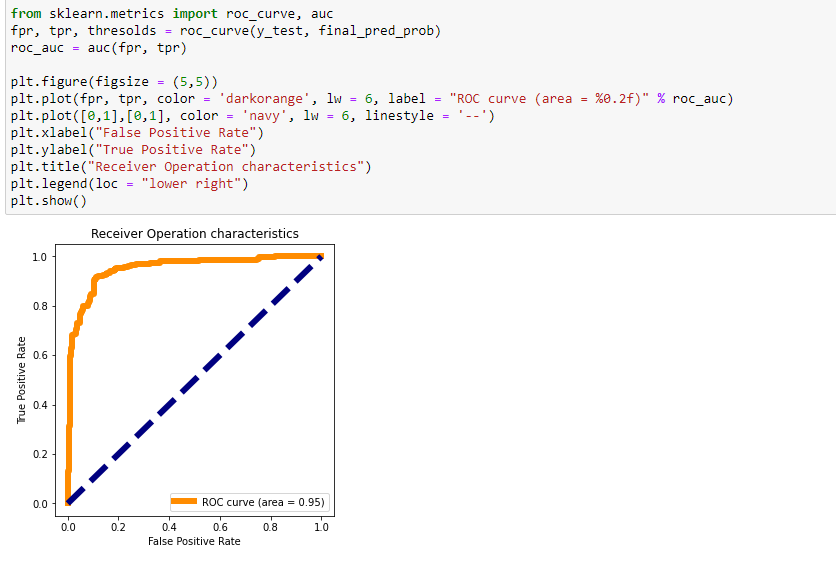 from sklearn.metrics import roc_curve, auc
fpr, tpr, thresolds = roc_curve(y_test, final_pred_prob)
roc_auc = auc(fpr, tpr)
plt.figure(figsize = (5,5))
plt.plot(fpr, tpr, color = 'darkorange', lw = 6, label = "ROC curve (area = %0.2f)" % roc_auc)
plt.plot([0,1],[0,1], color = 'navy', lw = 6, linestyle = '--')
plt.xlabel("False Positive Rate")
plt.ylabel("True Positive Rate")
plt.title("Receiver Operation characteristics")
plt.legend(loc = "lower right")
plt.show()
Receiver Operation characteristics
True Positive Rate
1.0
0.8
0.6
0.4
0.2
0.0
ROC curve (area = 0.95)
0.0 0.2 0.4 0.6 0.8 1.0
False Positive Rate